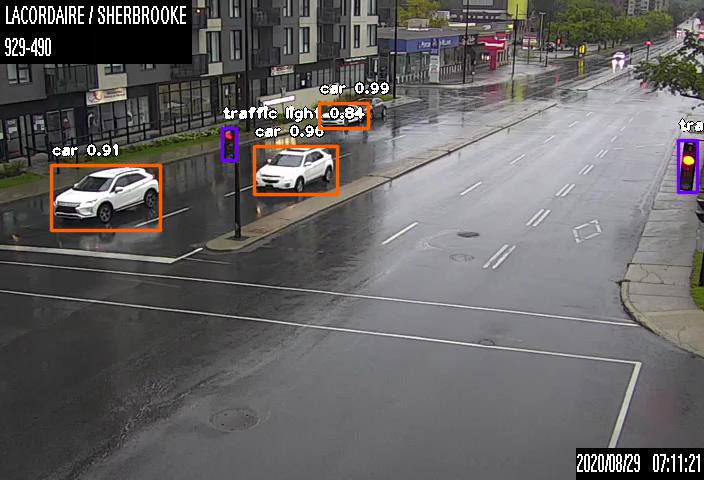 LACORDAIRE / SHERBROOKE
929-490
car 0.99
traffic light 0.84
car 0.96
tra
car 0.91
2020/08/29 07:11:21